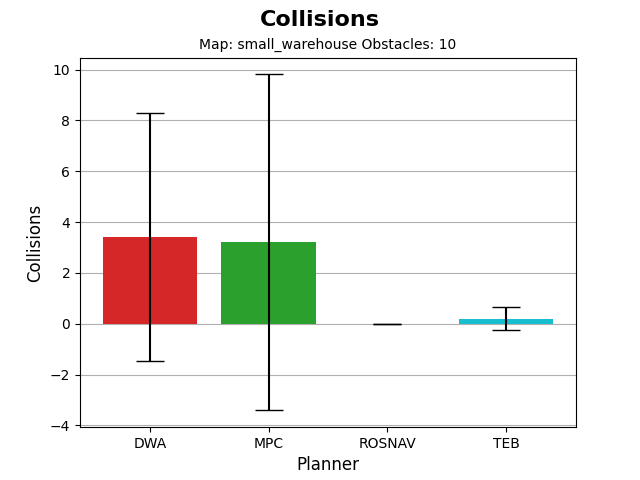 Collisions
Map: small_warehouse Obstacles: 10
10
8
6
4
2
0
−2
−4
Collisions
DWA MPC ROSNAV TEB
Planner